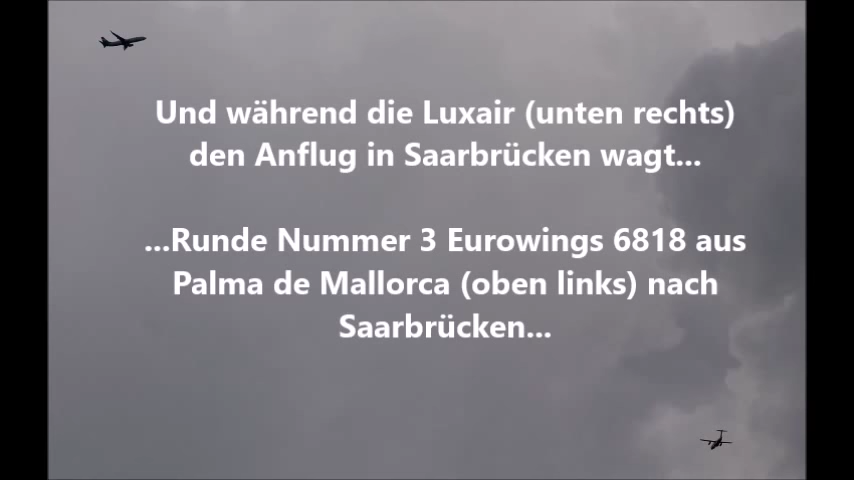 Und während die Luxair (unten rechts)
den Anflug in Saarbrücken wagt...
...Runde Nummer 3 Eurowings 6818 aus
Palma de Mallorca (oben links) nach
Saarbrücken...